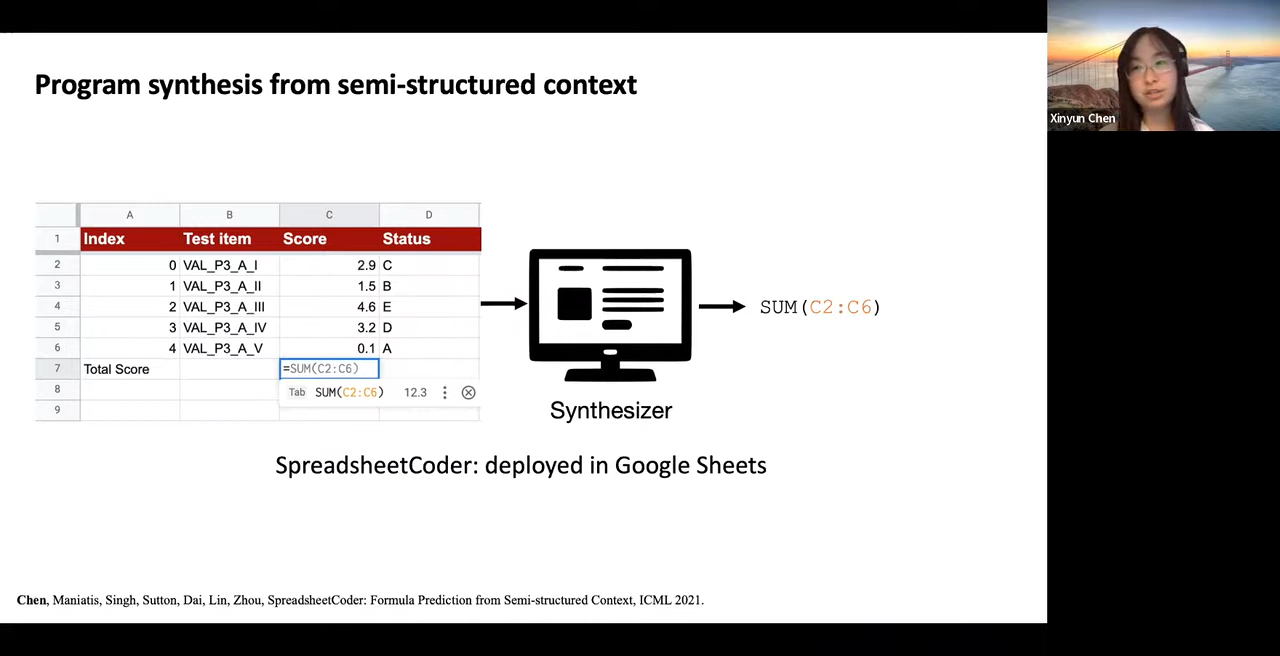 Program synthesis from semi-structured context
Xinyun Chen
A B C D
1 Index Test item Score Status
2 0 VAL_P3_A_I 2.9 C
3 1 VAL_P3_A_II 1.5 B
4 2 VAL_P3_A_III 4.6 E
5 3 VAL_P3_A_IV 3.2 D
6 4 VAL_P3_A_V 0.1 A
7 Total Score =SUM(C2:C6)
8 Tab SUM(C2:C6) 12.3
9
SUM(C2:C6)
Synthesizer
SpreadsheetCoder: deployed in Google Sheets
Chen, Maniatis, Singh, Sutton, Dai, Lin, Zhou, SpreadsheetCoder: Formula Prediction from Semi-structured Context, ICML 2021.